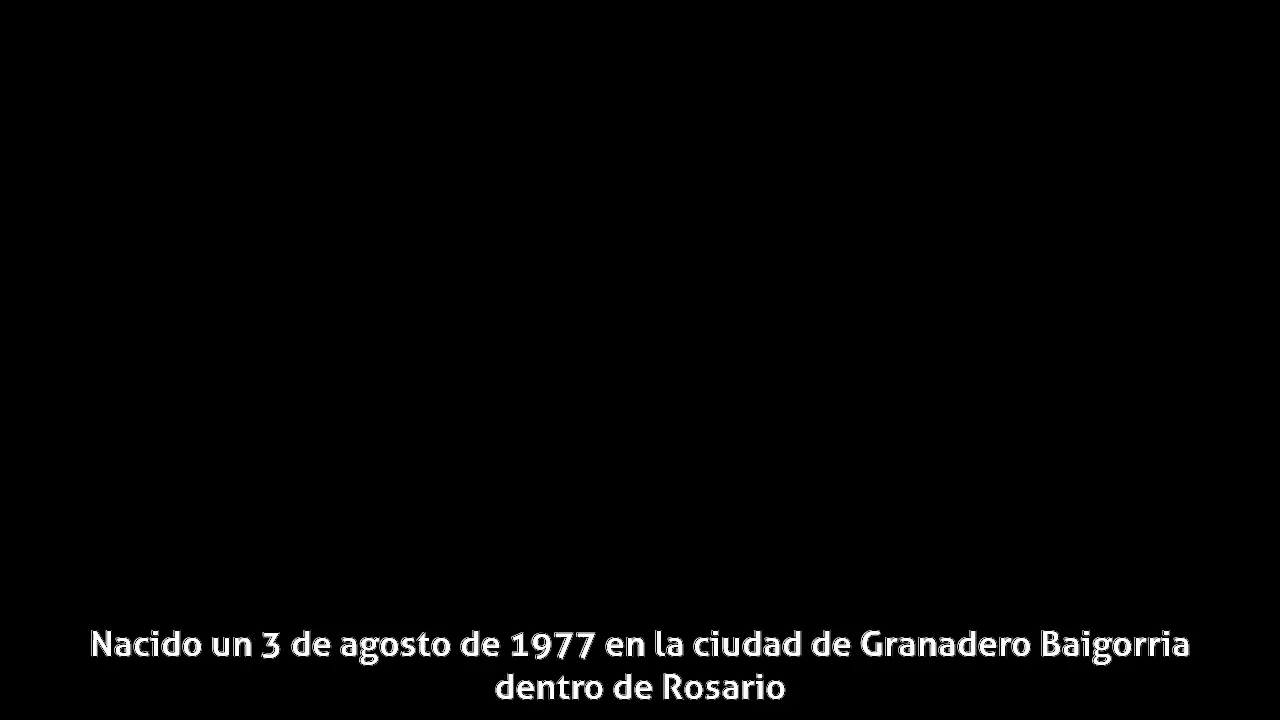 Nacido un 3 de agosto de 1977 en la ciudad de Granadero Baigorria
dentro de Rosario